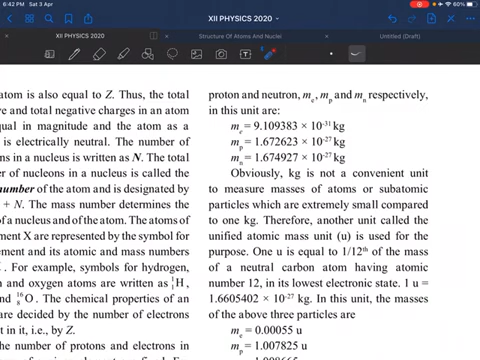 6:42 PM Sat 3 Apr
XII PHYSICS 2020
60%
XII PHYSICS 2020
Structure Of Atoms And Nuclei
Untitled (Draft)
atom is also equal to Z. Thus, the total
ve and total negative charges in an atom
qual in magnitude and the atom as a
is electrically neutral. The number of
ons in a nucleus is written as N. The total
er of nucleons in a nucleus is called the
number of the atom and is designated by
+ N. The mass number determines the
of a nucleus and of the atom. The atoms of
ment X are represented by the symbol for
ement and its atomic and mass numbers
. For example, symbols for hydrogen,
n and oxygen atoms are written as ¹₁H,
and ¹⁶₈O. The chemical properties of an
are decided by the number of electrons
t in it, i.e., by Z.
he number of protons and electrons in
proton and neutron, mₑ, mₚ and mₙ respectively,
in this unit are:
mₑ = 9.109383 × 10⁻³¹ kg
mₚ = 1.672623 × 10⁻²⁷ kg
mₙ = 1.674927 × 10⁻²⁷ kg
Obviously, kg is not a convenient unit
to measure masses of atoms or subatomic
particles which are extremely small compared
to one kg. Therefore, another unit called the
unified atomic mass unit (u) is used for the
purpose. One u is equal to 1/12ᵗʰ of the mass
of a neutral carbon atom having atomic
number 12, in its lowest electronic state. 1 u =
1.6605402 × 10⁻²⁷ kg. In this unit, the masses
of the above three particles are
mₑ = 0.00055 u
mₚ = 1.007825 u